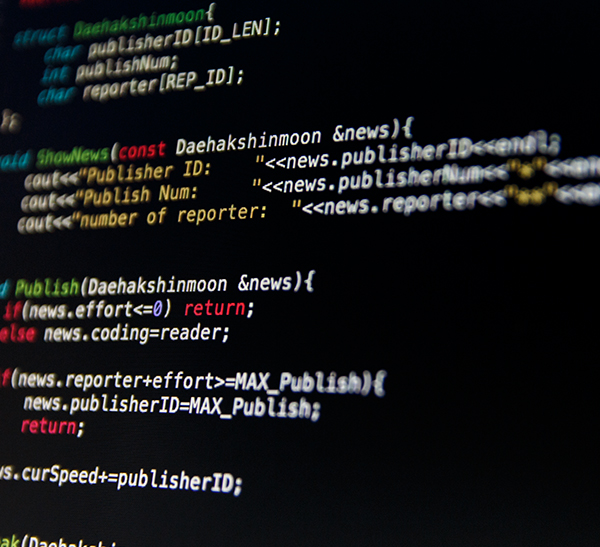 struct Daehakshinmoon{
char publisherID[ID_LEN];
int publishNum;
char reporter[REP_ID];
};
void ShowNews(const Daehakshinmoon &news){
cout<<"Publisher ID:    "<<news.publisherID<<endl;
cout<<"Publish Num:    "<<news.publisherNum<<
cout<<"number of reporter:  "<<news.reporter<<
Publish(Daehakshinmoon &news){
if(news.effort<=0) return;
else news.coding=reader;
if(news.reporter+effort>=MAX_Publish){
news.publisherID=MAX_Publish;
return;
ws.curSpeed+=publisherID;